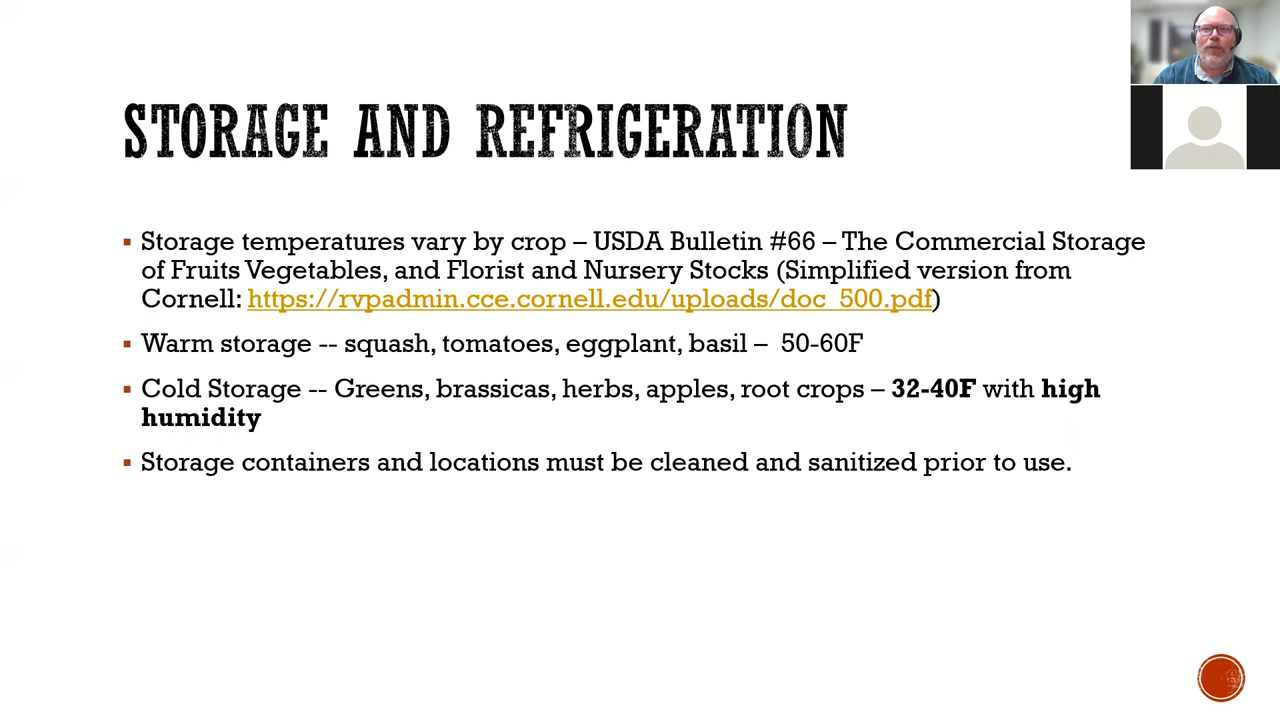 STORAGE AND REFRIGERATION
▪ Storage temperatures vary by crop – USDA Bulletin #66 – The Commercial Storage
of Fruits Vegetables, and Florist and Nursery Stocks (Simplified version from
Cornell: https://rvpadmin.cce.cornell.edu/uploads/doc_500.pdf)
▪ Warm storage -- squash, tomatoes, eggplant, basil – 50-60F
▪ Cold Storage -- Greens, brassicas, herbs, apples, root crops – 32-40F with high
humidity
▪ Storage containers and locations must be cleaned and sanitized prior to use.